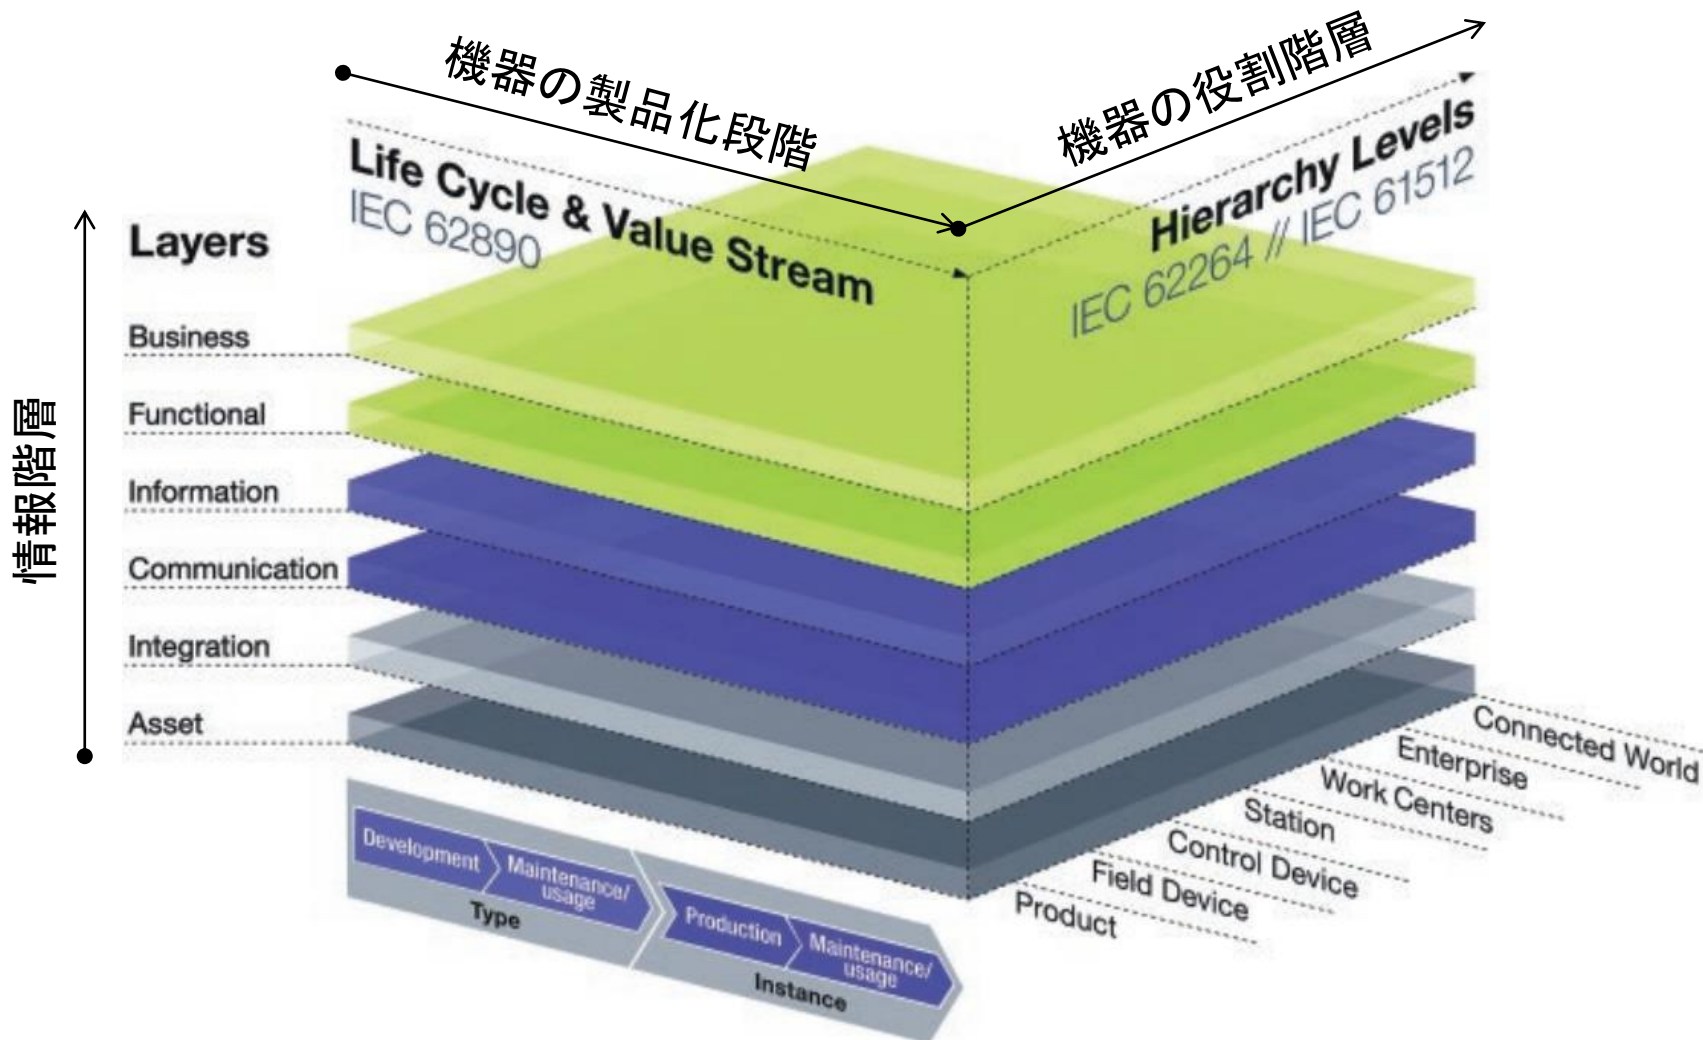 機器の製品化段階
機器の役割階層
Life Cycle & Value Stream
IEC 62890
Hierarchy Levels
IEC 62264 // IEC 61512
情報階層
Layers
Business
Functional
Information
Communication
Integration
Asset
Development
Maintenance/
usage
Type
Production
Maintenance/
usage
Instance
Connected World
Enterprise
Work Centers
Station
Control Device
Field Device
Product